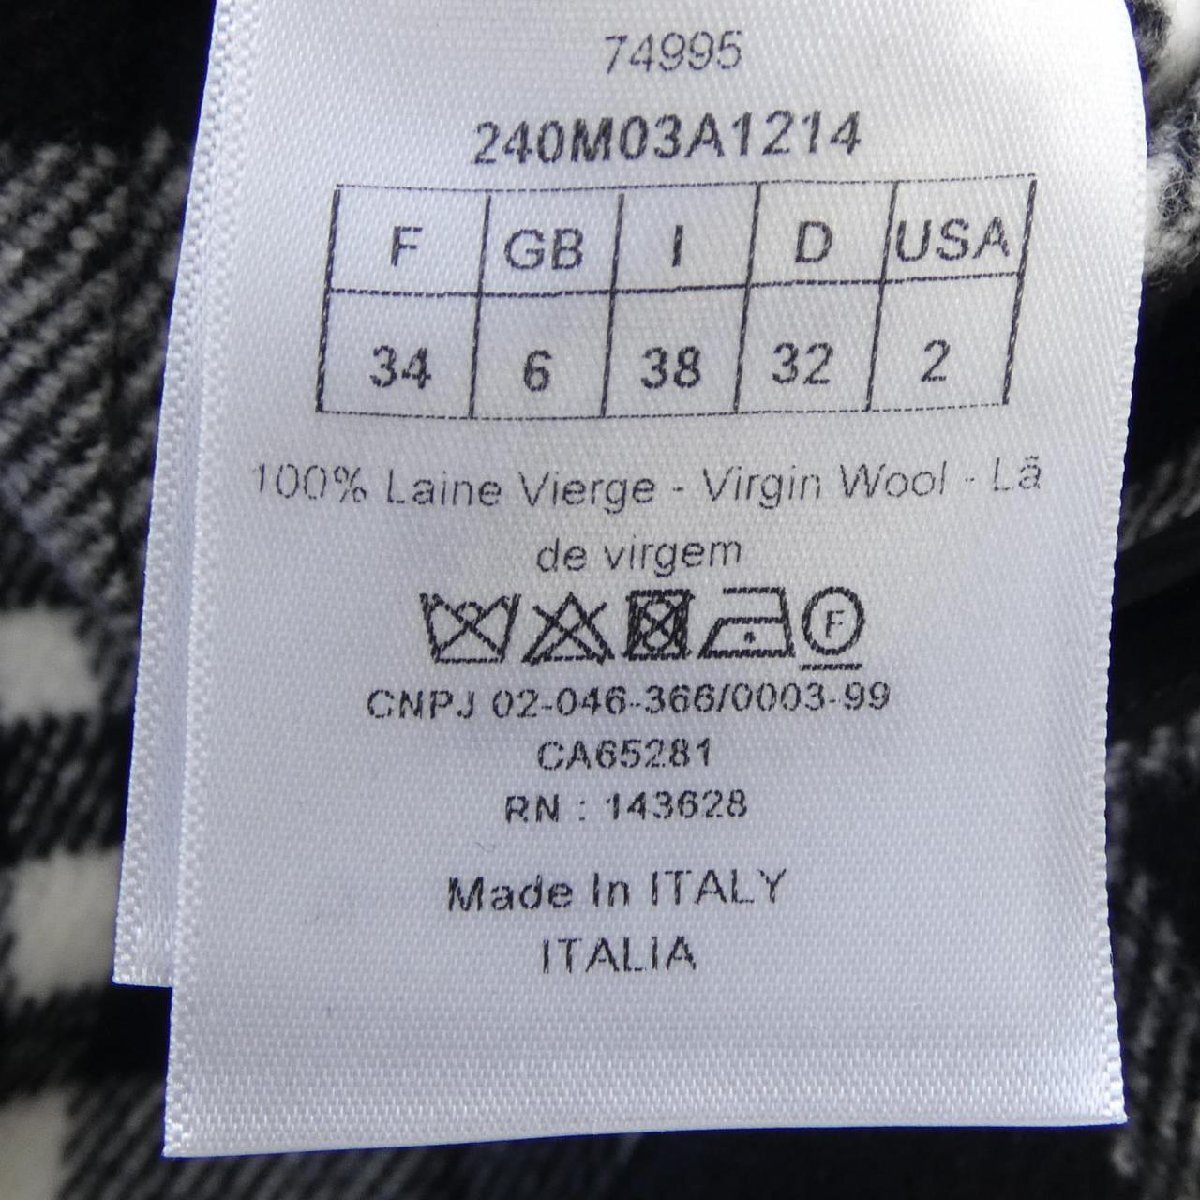 74995
240M03A1214
F GB I D USA
34 6 38 32 2
100% Laine Vierge - Virgin Wool - Lã
de virgem
F
CNPJ 02-046-366/0003-99
CA65281
RN : 143628
Made In ITALY
ITALIA